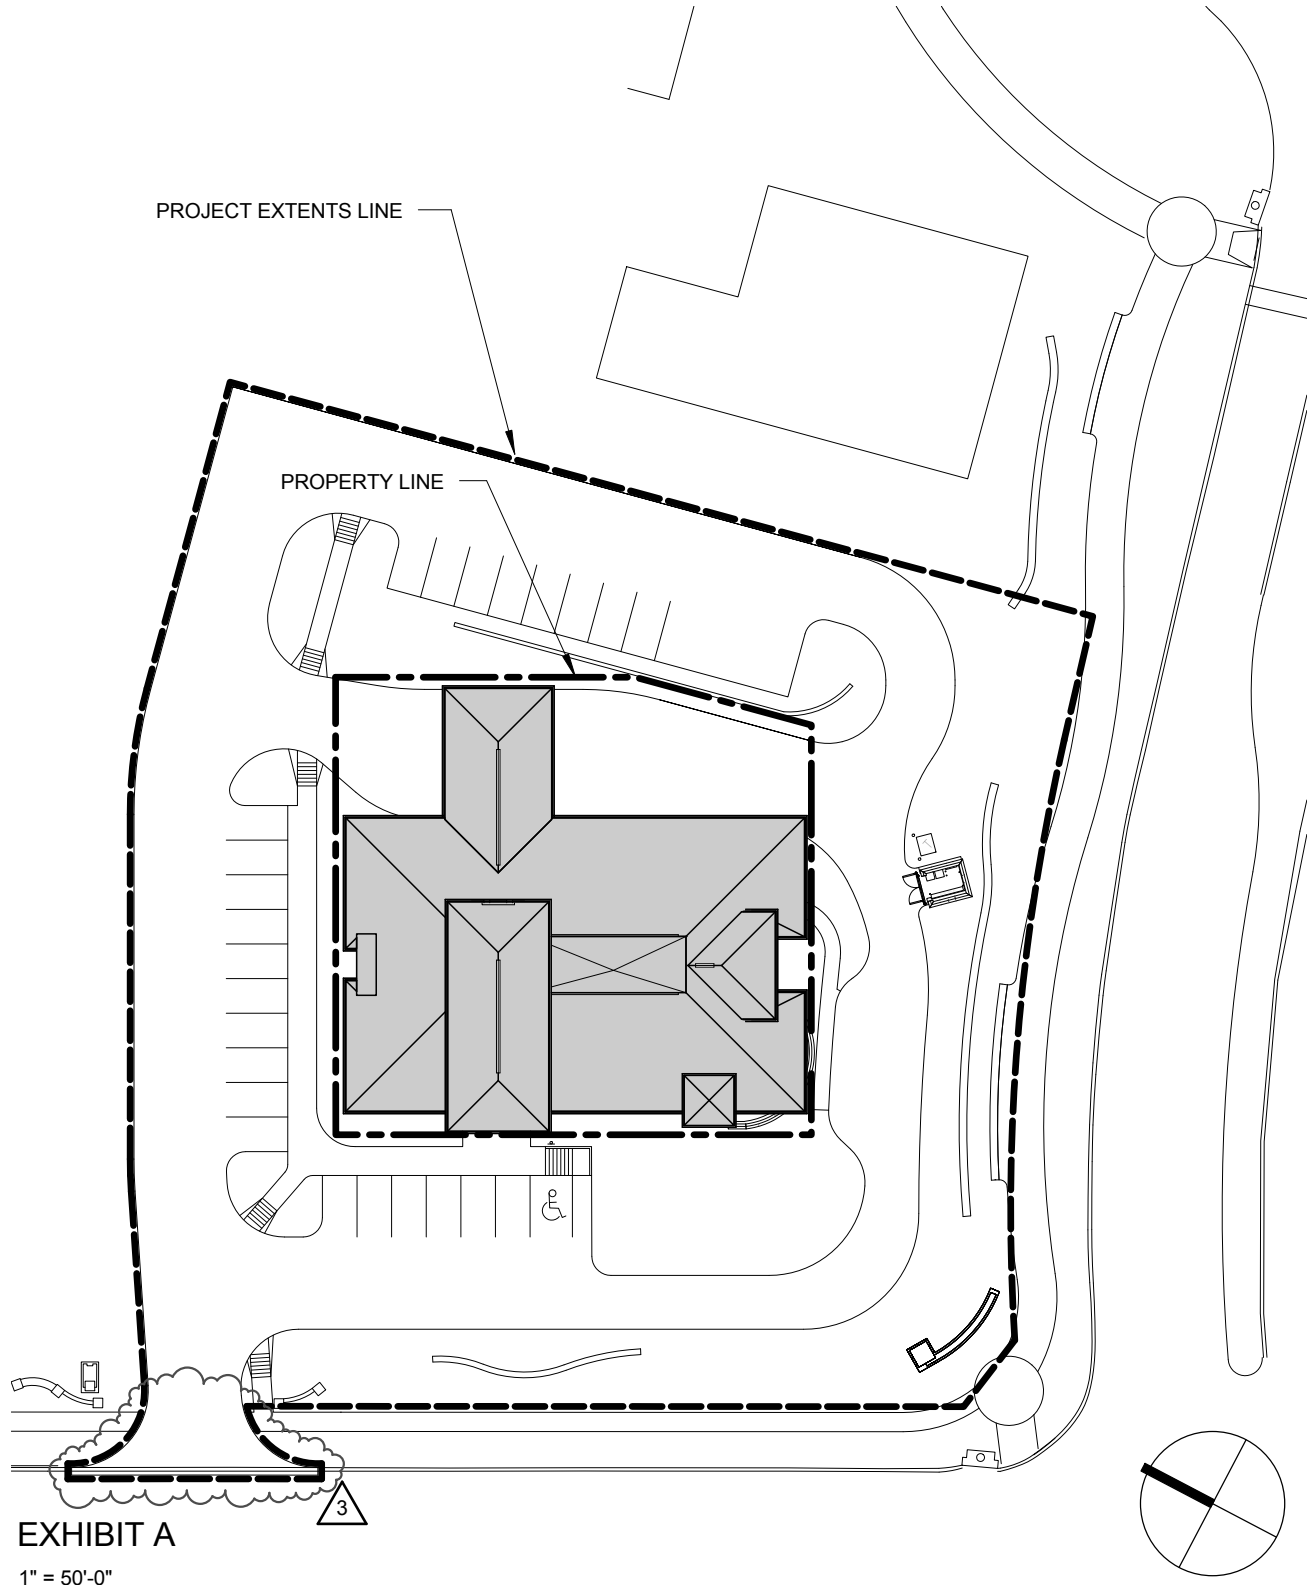 PROJECT EXTENTS LINE
PROPERTY LINE
3
EXHIBIT A
1" = 50'-0"